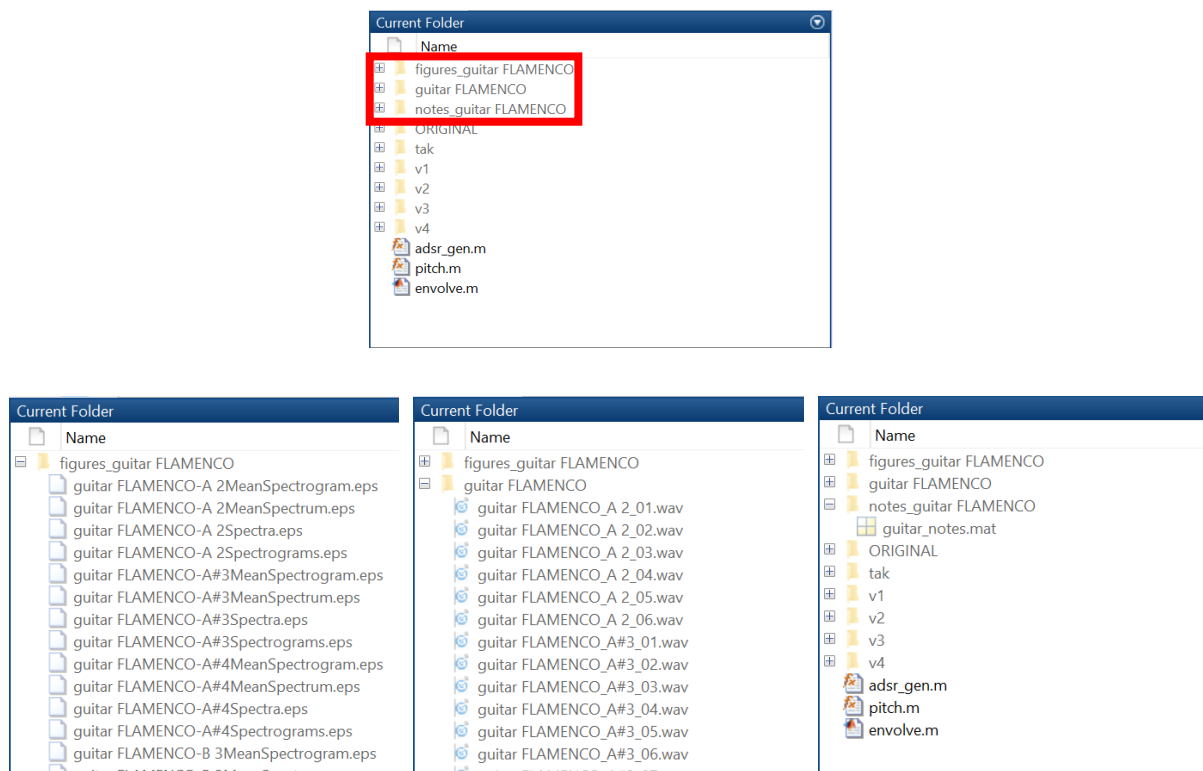 Current Folder
Name
figures_guitar FLAMENCO
guitar FLAMENCO
notes_guitar FLAMENCO
ORIGINAL
tak
v1
v2
v3
v4
adsr_gen.m
pitch.m
envolve.m
Current Folder
Name
figures_guitar FLAMENCO
guitar FLAMENCO-A 2MeanSpectrogram.eps
guitar FLAMENCO-A 2MeanSpectrum.eps
guitar FLAMENCO-A 2Spectra.eps
guitar FLAMENCO-A 2Spectrograms.eps
guitar FLAMENCO-A#3MeanSpectrogram.eps
guitar FLAMENCO-A#3MeanSpectrum.eps
guitar FLAMENCO-A#3Spectra.eps
guitar FLAMENCO-A#3Spectrograms.eps
guitar FLAMENCO-A#4MeanSpectrogram.eps
guitar FLAMENCO-A#4MeanSpectrum.eps
guitar FLAMENCO-A#4Spectra.eps
guitar FLAMENCO-A#4Spectrograms.eps
guitar FLAMENCO-B 3MeanSpectrogram.eps
Current Folder
Name
figures_guitar FLAMENCO
guitar FLAMENCO
guitar FLAMENCO_A 2_01.wav
guitar FLAMENCO_A 2_02.wav
guitar FLAMENCO_A 2_03.wav
guitar FLAMENCO_A 2_04.wav
guitar FLAMENCO_A 2_05.wav
guitar FLAMENCO_A 2_06.wav
guitar FLAMENCO_A#3_01.wav
guitar FLAMENCO_A#3_02.wav
guitar FLAMENCO_A#3_03.wav
guitar FLAMENCO_A#3_04.wav
guitar FLAMENCO_A#3_05.wav
guitar FLAMENCO_A#3_06.wav
Current Folder
Name
figures_guitar FLAMENCO
guitar FLAMENCO
notes_guitar FLAMENCO
guitar_notes.mat
ORIGINAL
tak
v1
v2
v3
v4
adsr_gen.m
pitch.m
envolve.m